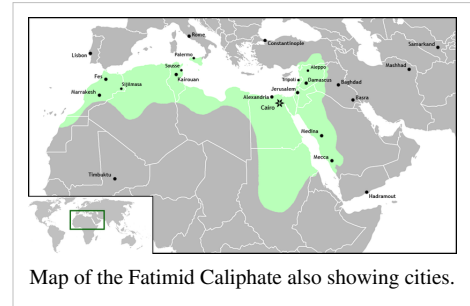 Rome
Constantinople
Lisbon
Samarkand
Palermo
Mashhad
Sousse
Aleppo
Fes
Tripoli
Damascus
Baghdad
Kairouan
Sijilmasa
Jerusalem
Marrakesh
Alexandria
Basra
Cairo
Medina
Mecca
Timbuktu
Hadramout
Map of the Fatimid Caliphate also showing cities.